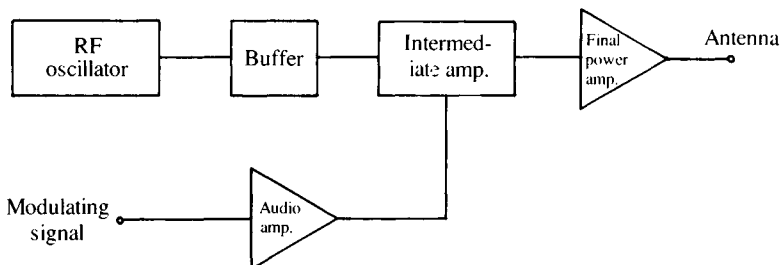 RF
oscillator
Buffer
Intermed-
iate amp.
Final
power
amp.
Antenna
Modulating
signal
Audio
amp.